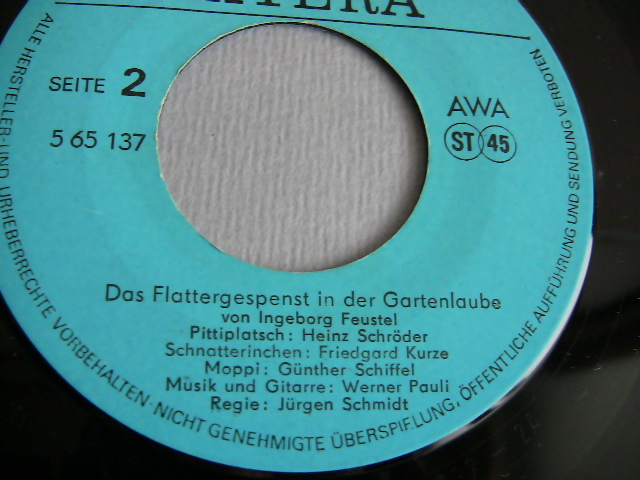 SEITE 2
5 65 137
AWA
ST 45
Das Flattergespenst in der Gartenlaube
von Ingeborg Feustel
Pittiplatsch: Heinz Schröder
Schnatterinchen: Friedgard Kurze
Moppi: Günther Schiffel
Musik und Gitarre: Werner Pauli
Regie: Jürgen Schmidt
ALLE HERSTELLER- UND URHEBERRECHTE VORBEHALTEN · NICHT GENEHMIGTE ÜBERSPIFLUNG, ÖFFENTLICHE AUFFÜHRUNG UND SENDUNG VERBOTEN